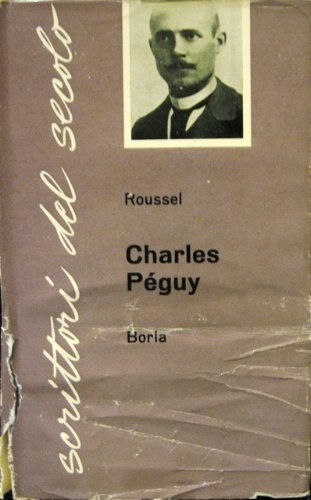 scrittori del secolo
Roussel
Charles
Péguy
Borla